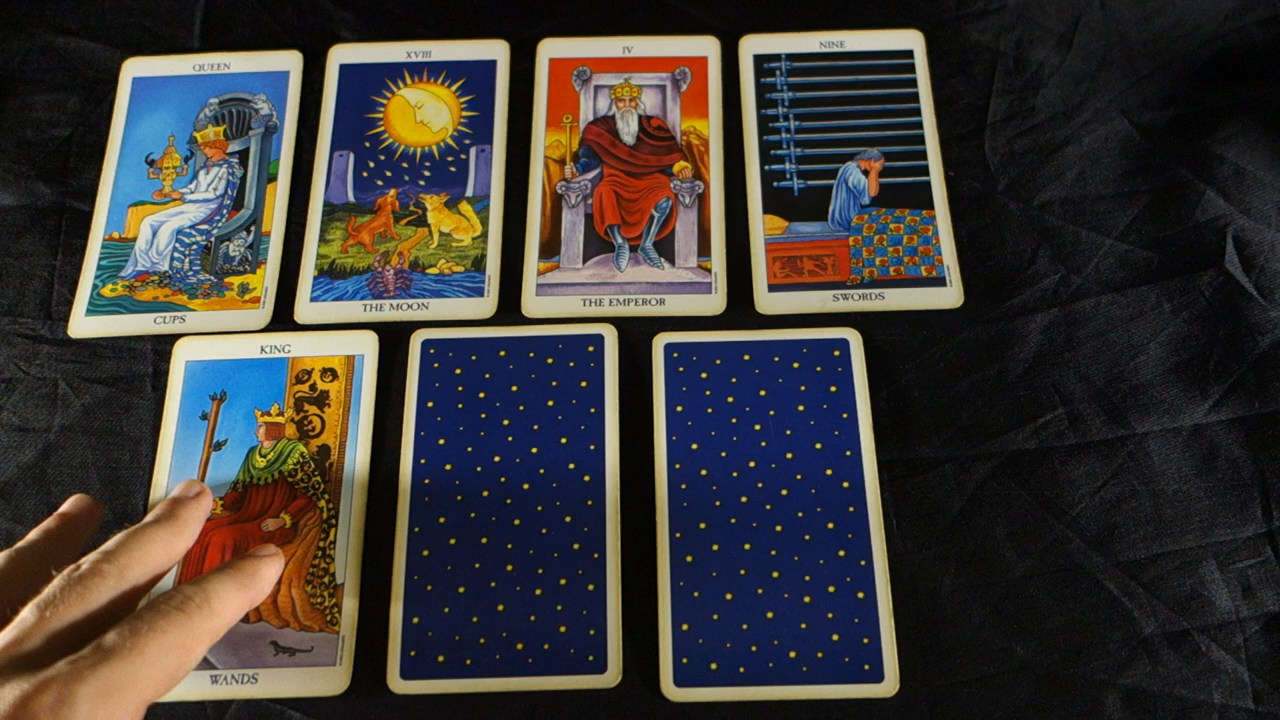 QUEEN
CUPS
XVIII
THE MOON
IV
THE EMPEROR
NINE
SWORDS
KING
WANDS